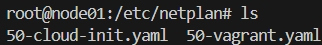 root@node01:/etc/netplan# ls
50-cloud-init.yaml  50-vagrant.yaml